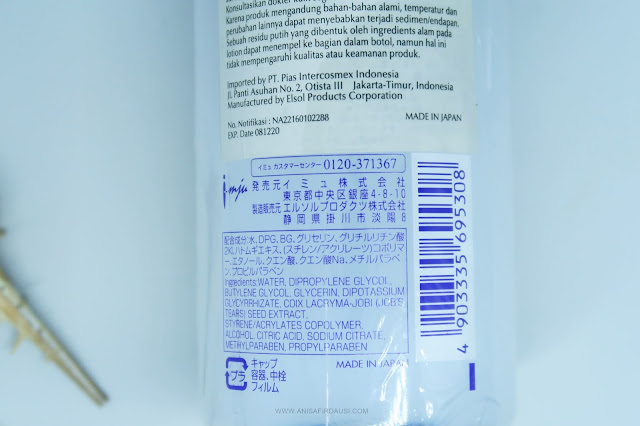 Karena produk mengandung bahan-bahan alami, temperatur dan
perubahan lainnya dapat menyebabkan terjadi sedimen/endapan.
Sebuah residu putih yang dibentuk oleh ingredients alam pada
lotion dapat menempel ke bagian dalam botol, namun hal ini
tidak mempengaruhi kualitas atau keamanan produk.
Imported by PT. Pias Intercosmex Indonesia
Jl. Panti Asuhan No. 2, Otista III Jakarta-Timur, Indonesia
Manufactured by Elsol Products Corporation
No. Notifikasi : NA22160102288 MADE IN JAPAN
EXP. Date 081220
イミュ カスタマーセンター 0120-371367
i-mju 発売元 イミュ株式会社
東京都中央区銀座4-8-10
製造販売元 エルソルプロダクツ株式会社
静岡県掛川市淡陽8
配合成分:水、DPG、BG、グリセリン、グリチルリチン酸
2K、ハトムギエキス、(スチレン/アクリレーツ)コポリマ
ー、エタノール、クエン酸、クエン酸Na、メチルパラベ
ン、プロピルパラベン
Ingredients:WATER, DIPROPYLENE GLYCOL,
BUTYLENE GLYCOL, GLYCERIN, DIPOTASSIUM
GLYCYRRHIZATE, COIX LACRYMA-JOBI (JOB'S
TEARS) SEED EXTRACT,
STYRENE/ACRYLATES COPOLYMER,
ALCOHOL, CITRIC ACID, SODIUM CITRATE,
METHYLPARABEN, PROPYLPARABEN
プラ キャップ MADE IN JAPAN
容器、中栓
フィルム
4 903335 695308
WWW.ANISAFIRDAUSI.COM